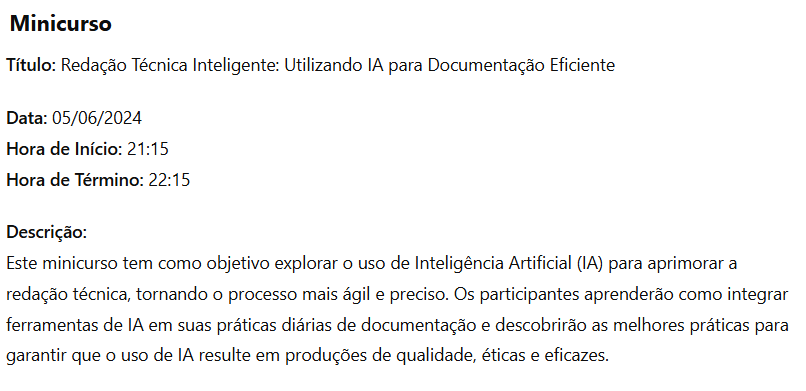 Minicurso
Título: Redação Técnica Inteligente: Utilizando IA para Documentação Eficiente
Data: 05/06/2024
Hora de Início: 21:15
Hora de Término: 22:15
Descrição:
Este minicurso tem como objetivo explorar o uso de Inteligência Artificial (IA) para aprimorar a
redação técnica, tornando o processo mais ágil e preciso. Os participantes aprenderão como integrar
ferramentas de IA em suas práticas diárias de documentação e descobrirão as melhores práticas para
garantir que o uso de IA resulte em produções de qualidade, éticas e eficazes.